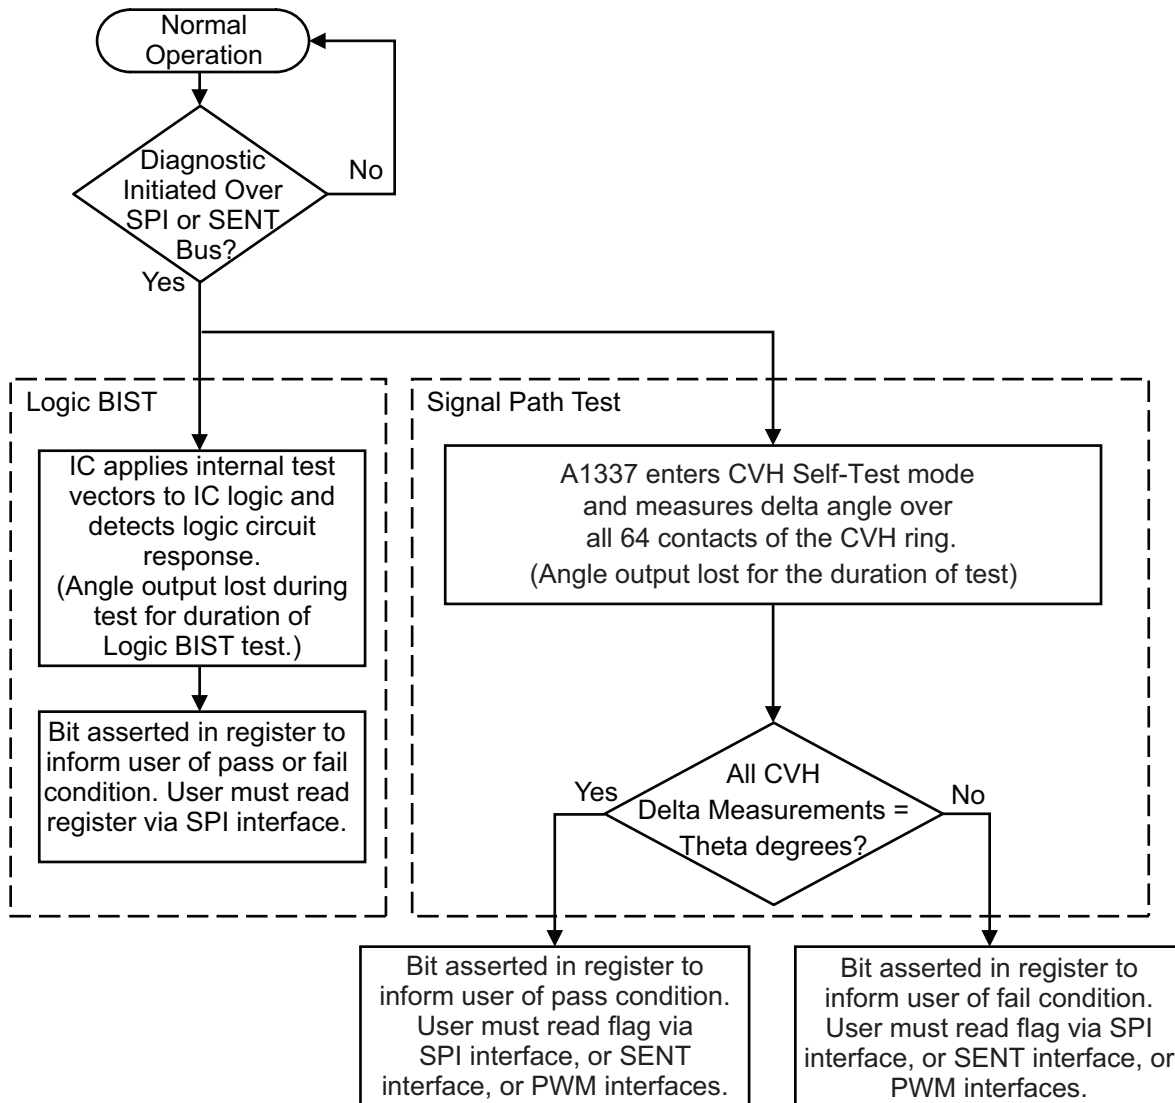 Normal
Operation
Diagnostic
Initiated Over
SPI or SENT
Bus?
No
Yes
Logic BIST
IC applies internal test
vectors to IC logic and
detects logic circuit
response.
(Angle output lost during
test for duration of
Logic BIST test.)
Bit asserted in register to
inform user of pass or fail
condition. User must read
register via SPI interface.
Signal Path Test
A1337 enters CVH Self-Test mode
and measures delta angle over
all 64 contacts of the CVH ring.
(Angle output lost for the duration of test)
All CVH
Delta Measurements =
Theta degrees?
Yes
No
Bit asserted in register to
inform user of pass condition.
User must read flag via
SPI interface, or SENT
interface, or PWM interfaces.
Bit asserted in register to
inform user of fail condition.
User must read flag via SPI
interface, or SENT interface, or
PWM interfaces.